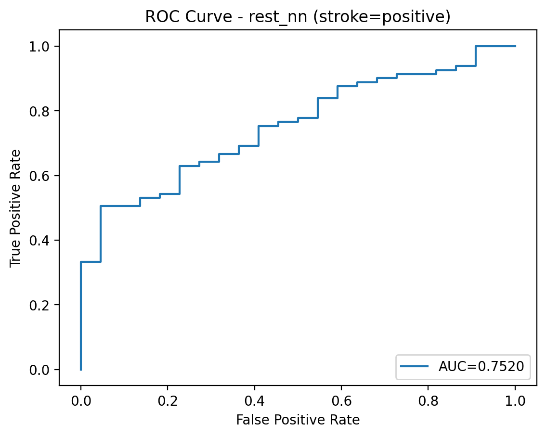 ROC Curve - rest_nn (stroke=positive)
1.0
0.8
0.6
0.4
0.2
0.0
True Positive Rate
AUC=0.7520
0.0 0.2 0.4 0.6 0.8 1.0
False Positive Rate